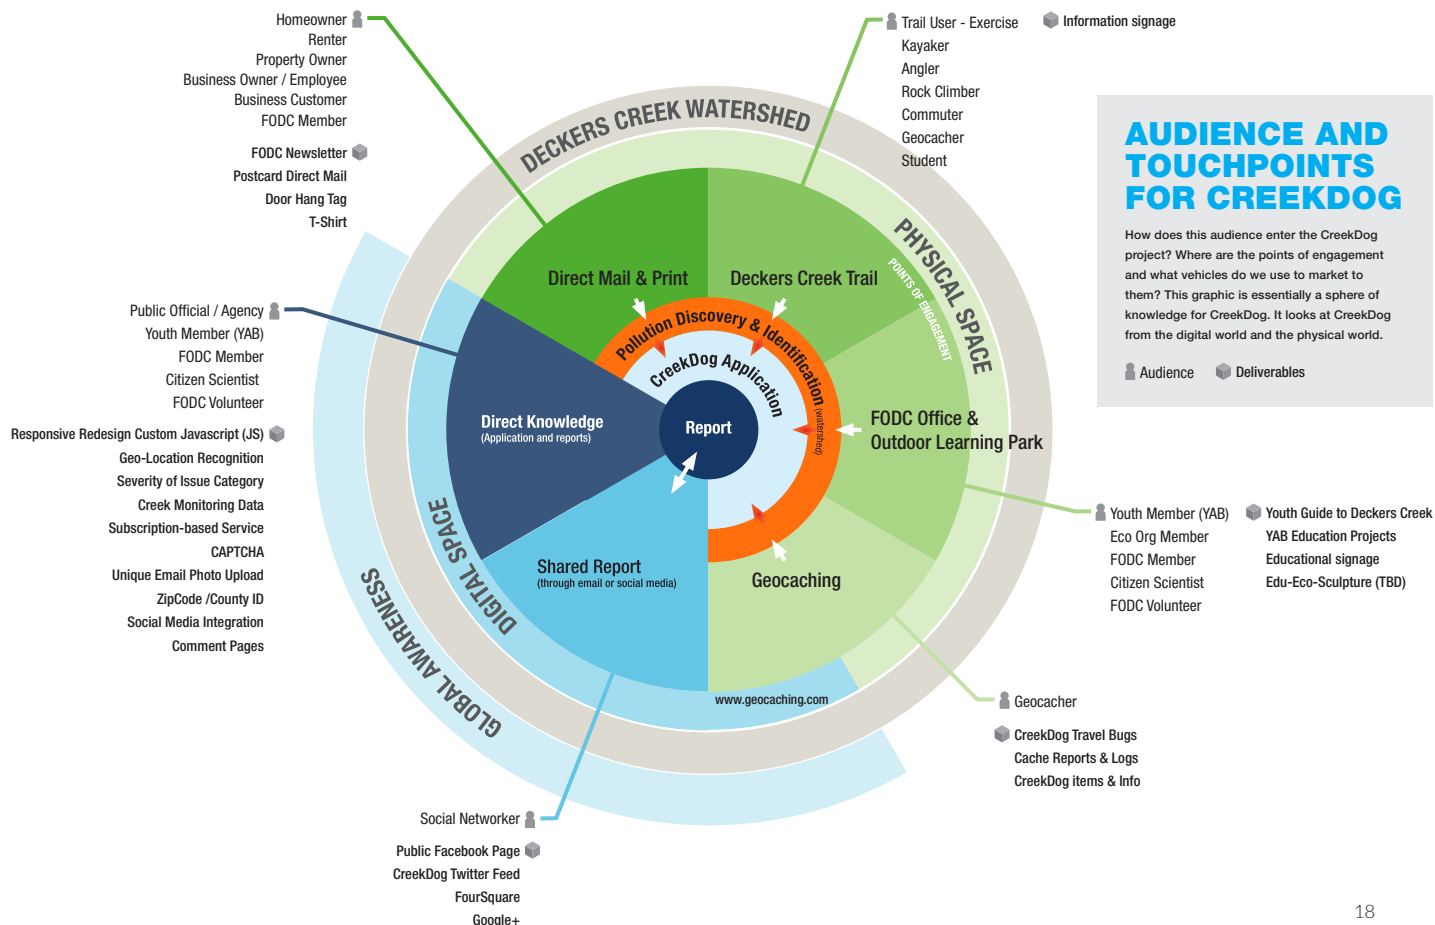 Homeowner
Renter
Property Owner
Business Owner / Employee
Business Customer
FODC Member
FODC Newsletter
Postcard Direct Mail
Door Hang Tag
T-Shirt
Trail User - Exercise
Kayaker
Angler
Rock Climber
Commuter
Geocacher
Student
Information signage
AUDIENCE AND
TOUCHPOINTS
FOR CREEKDOG
How does this audience enter the CreekDog
project? Where are the points of engagement
and what vehicles do we use to market to
them? This graphic is essentially a sphere of
knowledge for CreekDog. It looks at CreekDog
from the digital world and the physical world.
Audience
Deliverables
DECKERS CREEK WATERSHED
PHYSICAL SPACE
POINTS OF ENGAGEMENT
Direct Mail & Print
Deckers Creek Trail
Pollution Discovery & Identification (watershed)
CreekDog Application
Report
Direct Knowledge
(Application and reports)
FODC Office &
Outdoor Learning Park
Shared Report
(through email or social media)
Geocaching
www.geocaching.com
DIGITAL SPACE
GLOBAL AWARENESS
Public Official / Agency
Youth Member (YAB)
FODC Member
Citizen Scientist
FODC Volunteer
Responsive Redesign Custom Javascript (JS)
Geo-Location Recognition
Severity of Issue Category
Creek Monitoring Data
Subscription-based Service
CAPTCHA
Unique Email Photo Upload
ZipCode /County ID
Social Media Integration
Comment Pages
Youth Member (YAB)
Eco Org Member
FODC Member
Citizen Scientist
FODC Volunteer
Youth Guide to Deckers Creek
YAB Education Projects
Educational signage
Edu-Eco-Sculpture (TBD)
Geocacher
CreekDog Travel Bugs
Cache Reports & Logs
CreekDog items & Info
Social Networker
Public Facebook Page
CreekDog Twitter Feed
FourSquare
Google+
18